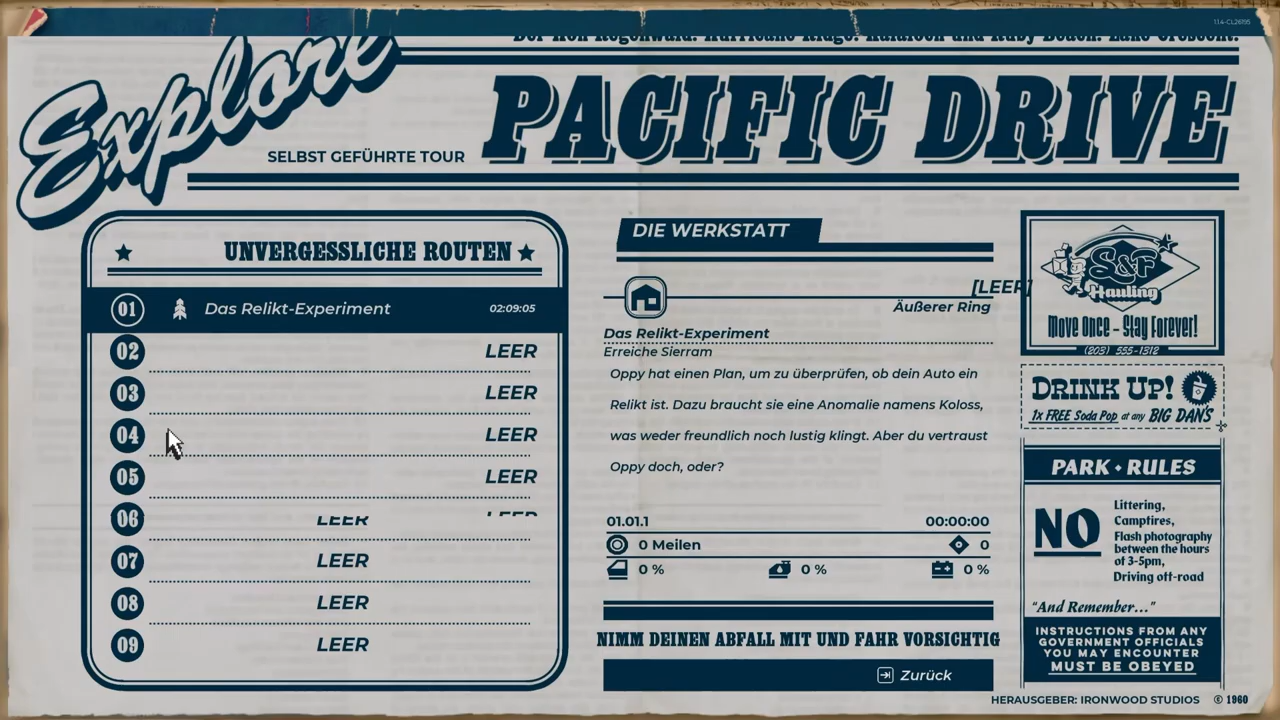 1.1.4-CL26195
Explore
SELBST GEFÜHRTE TOUR
PACIFIC DRIVE
UNVERGESSLICHE ROUTEN
01 Das Relikt-Experiment 02:09:05
02 LEER
03 LEER
04 LEER
05 LEER
06 LEER
07 LEER
08 LEER
09 LEER
DIE WERKSTATT
[LEER]
Äußerer Ring
Das Relikt-Experiment
Erreiche Sierram
Oppy hat einen Plan, um zu überprüfen, ob dein Auto ein
Relikt ist. Dazu braucht sie eine Anomalie namens Koloss,
was weder freundlich noch lustig klingt. Aber du vertraust
Oppy doch, oder?
01.01.1 00:00:00
0 Meilen 0
0 % 0 % 0 %
NIMM DEINEN ABFALL MIT UND FAHR VORSICHTIG
Zurück
S&F
Hauling
Move Once - Stay Forever!
(203) 555-1312
DRINK UP!
1x FREE Soda Pop at any BIG DAN'S
PARK • RULES
NO
Littering,
Campfires,
Flash photography
between the hours
of 3-5pm,
Driving off-road
"And Remember..."
INSTRUCTIONS FROM ANY
GOVERNMENT OFFICIALS
YOU MAY ENCOUNTER
MUST BE OBEYED
HERAUSGEBER: IRONWOOD STUDIOS © 1960